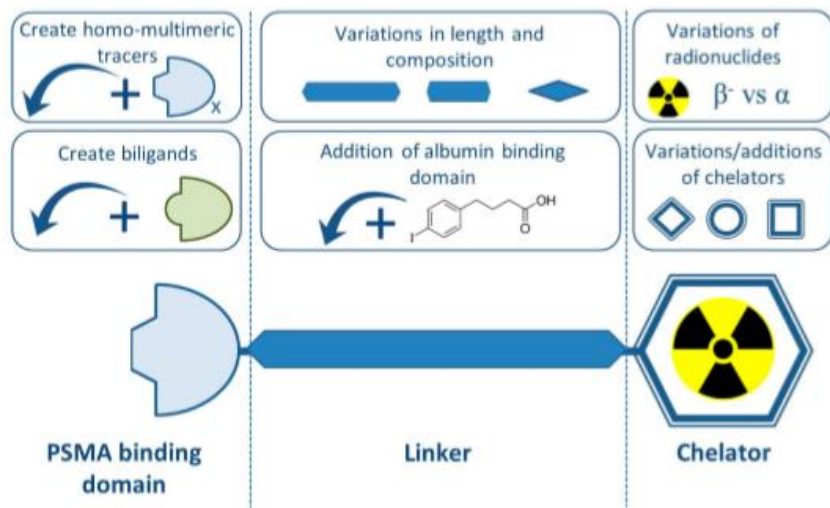 Create homo-multimeric
tracers
+
x
Create biligands
+
Variations in length and
composition
Addition of albumin binding
domain
+
I
OH
O
Variations of
radionuclides
β⁻ vs α
Variations/additions
of chelators
PSMA binding
domain
Linker
Chelator